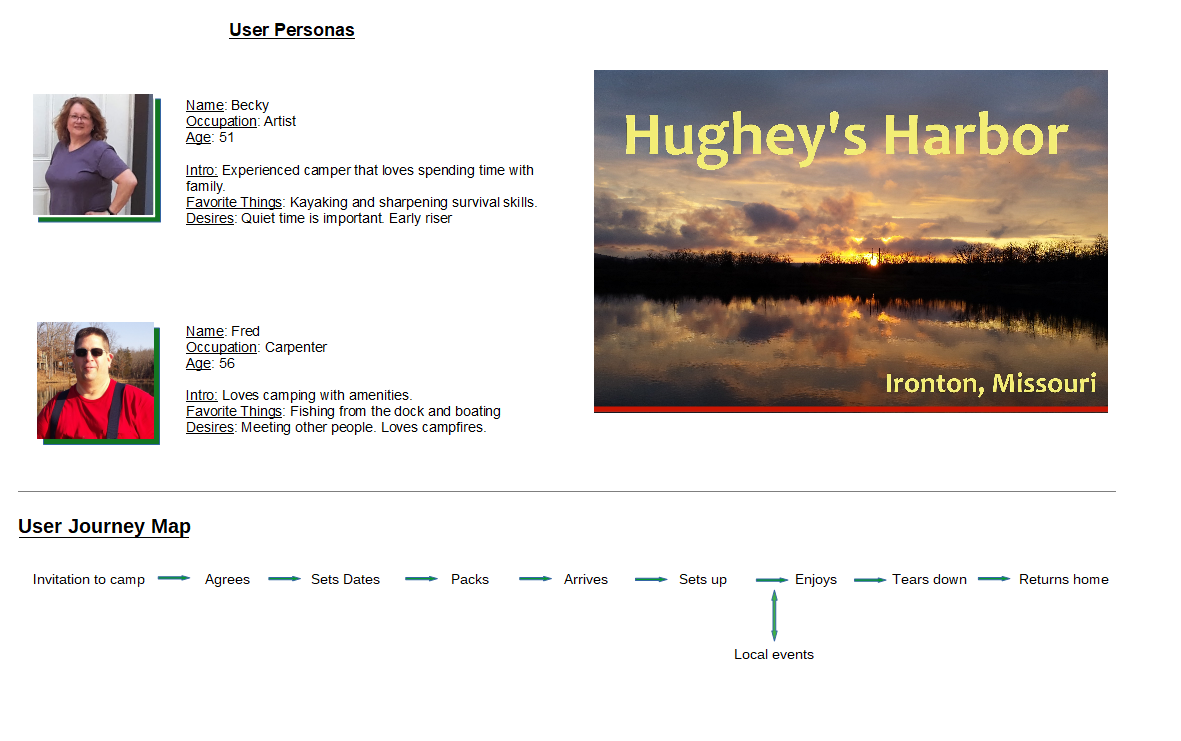 User Personas
Name: Becky
Occupation: Artist
Age: 51
Intro: Experienced camper that loves spending time with
family.
Favorite Things: Kayaking and sharpening survival skills.
Desires: Quiet time is important. Early riser
Hughey's Harbor
Ironton, Missouri
Name: Fred
Occupation: Carpenter
Age: 56
Intro: Loves camping with amenities.
Favorite Things: Fishing from the dock and boating
Desires: Meeting other people. Loves campfires.
User Journey Map
Invitation to camp Agrees Sets Dates Packs Arrives Sets up Enjoys Tears down Returns home
Local events